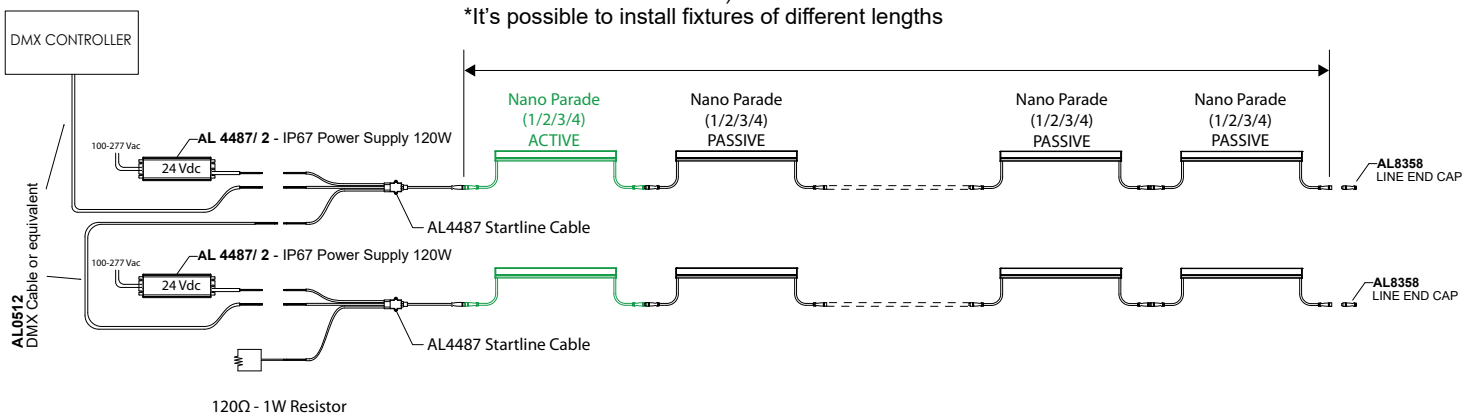 *It's possible to install fixtures of different lengths
DMX CONTROLLER
Nano Parade
(1/2/3/4)
ACTIVE
Nano Parade
(1/2/3/4)
PASSIVE
Nano Parade
(1/2/3/4)
PASSIVE
Nano Parade
(1/2/3/4)
PASSIVE
100-277 Vac
AL 4487/ 2 - IP67 Power Supply 120W
24 Vdc
AL8358
LINE END CAP
AL4487 Startline Cable
AL0512
DMX Cable or equivalent
100-277 Vac
AL 4487/ 2 - IP67 Power Supply 120W
24 Vdc
AL8358
LINE END CAP
AL4487 Startline Cable
120Ω - 1W Resistor